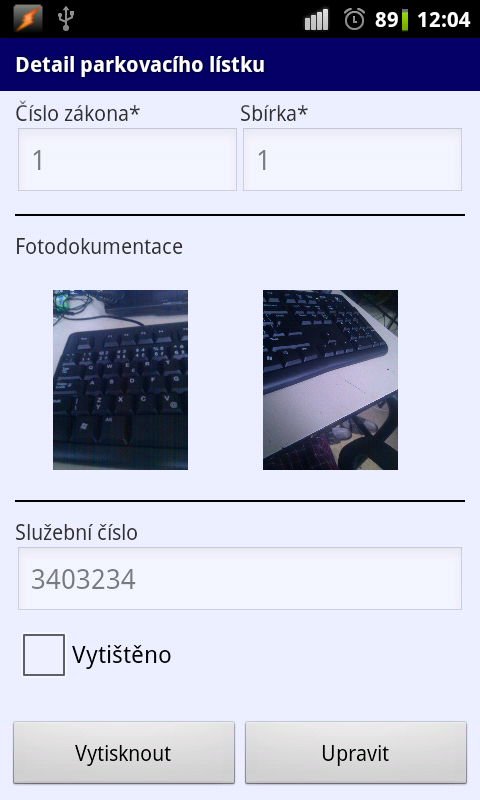 89 12:04
Detail parkovacího lístku
Číslo zákona* Sbírka*
1 1
Fotodokumentace
Služební číslo
3403234
Vytištěno
Vytisknout Upravit